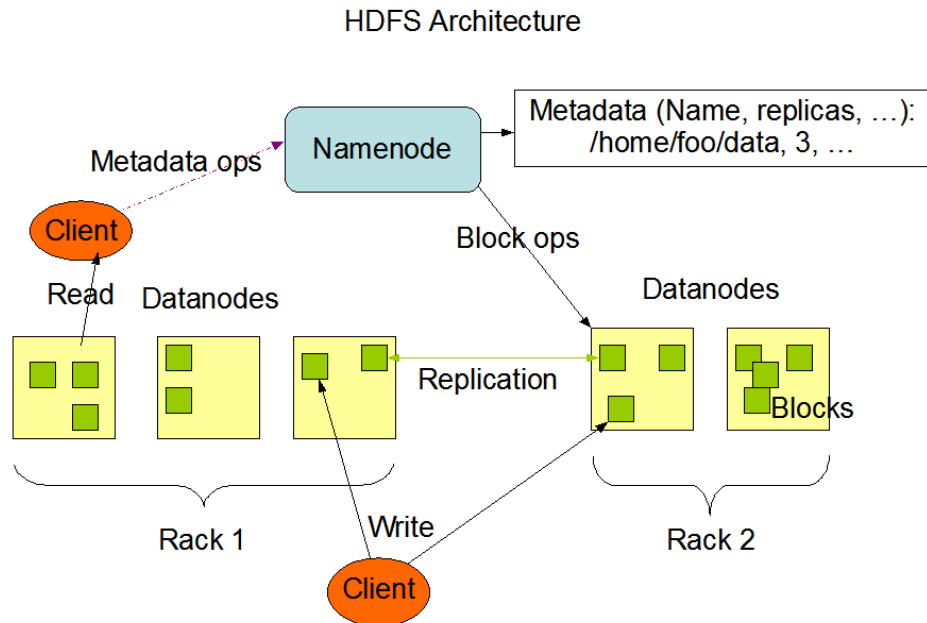 HDFS Architecture
Metadata (Name, replicas, …):
/home/foo/data, 3, …
Namenode
Metadata ops
Client
Block ops
Read
Datanodes
Datanodes
Replication
Blocks
Rack 1
Write
Rack 2
Client